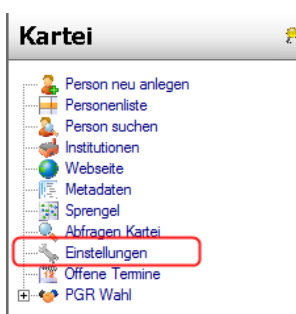 Kartei
Person neu anlegen
Personenliste
Person suchen
Institutionen
Webseite
Metadaten
Sprengel
Abfragen Kartei
Einstellungen
Offene Termine
PGR Wahl